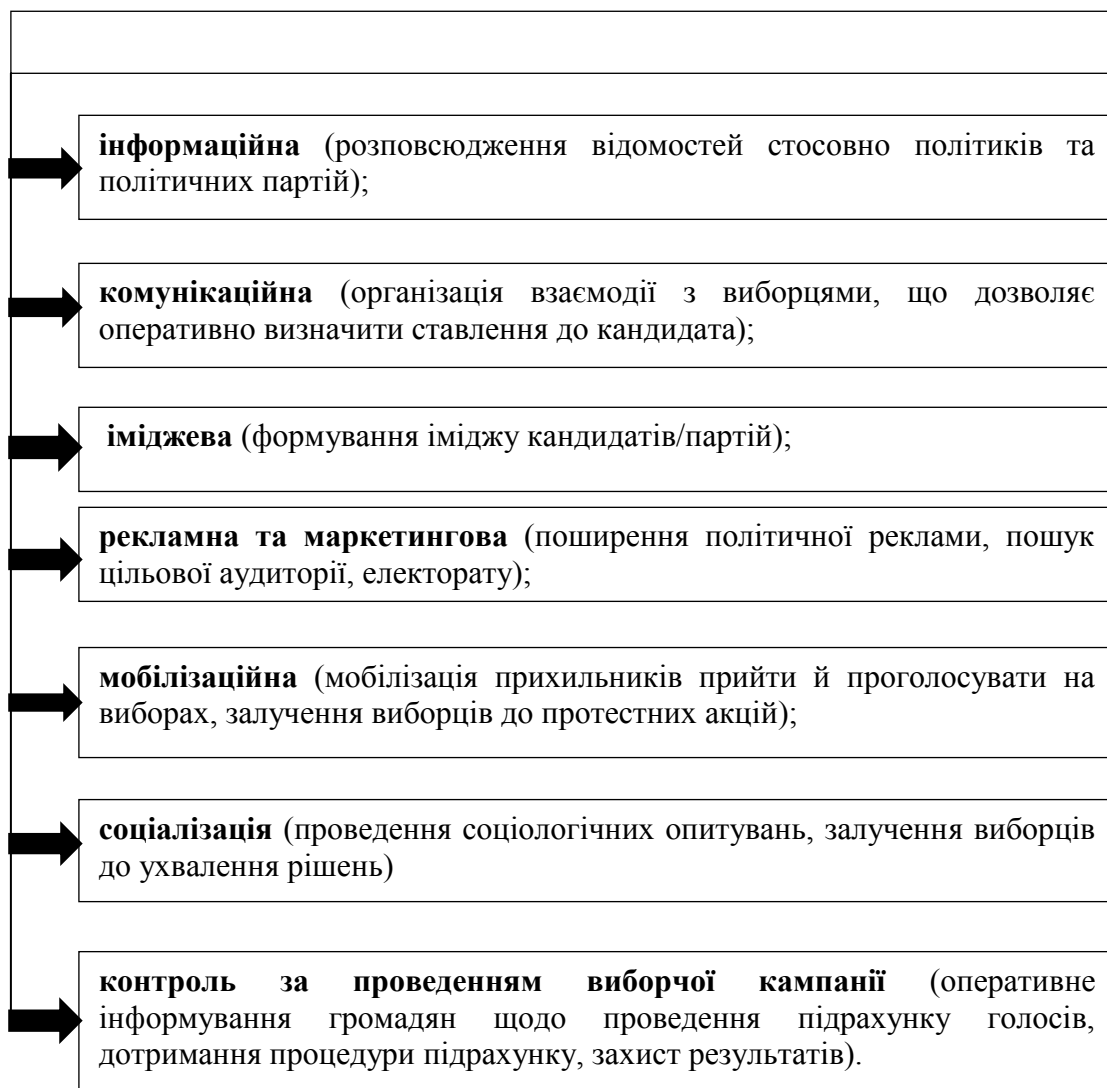 інформаційна (розповсюдження відомостей стосовно політиків та
політичних партій);
комунікаційна (організація взаємодії з виборцями, що дозволяє
оперативно визначити ставлення до кандидата);
іміджева (формування іміджу кандидатів/партій);
рекламна та маркетингова (поширення політичної реклами, пошук
цільової аудиторії, електорату);
мобілізаційна (мобілізація прихильників прийти й проголосувати на
виборах, залучення виборців до протестних акцій);
соціалізація (проведення соціологічних опитувань, залучення виборців
до ухвалення рішень)
контроль за проведенням виборчої кампанії (оперативне
інформування громадян щодо проведення підрахунку голосів,
дотримання процедури підрахунку, захист результатів).